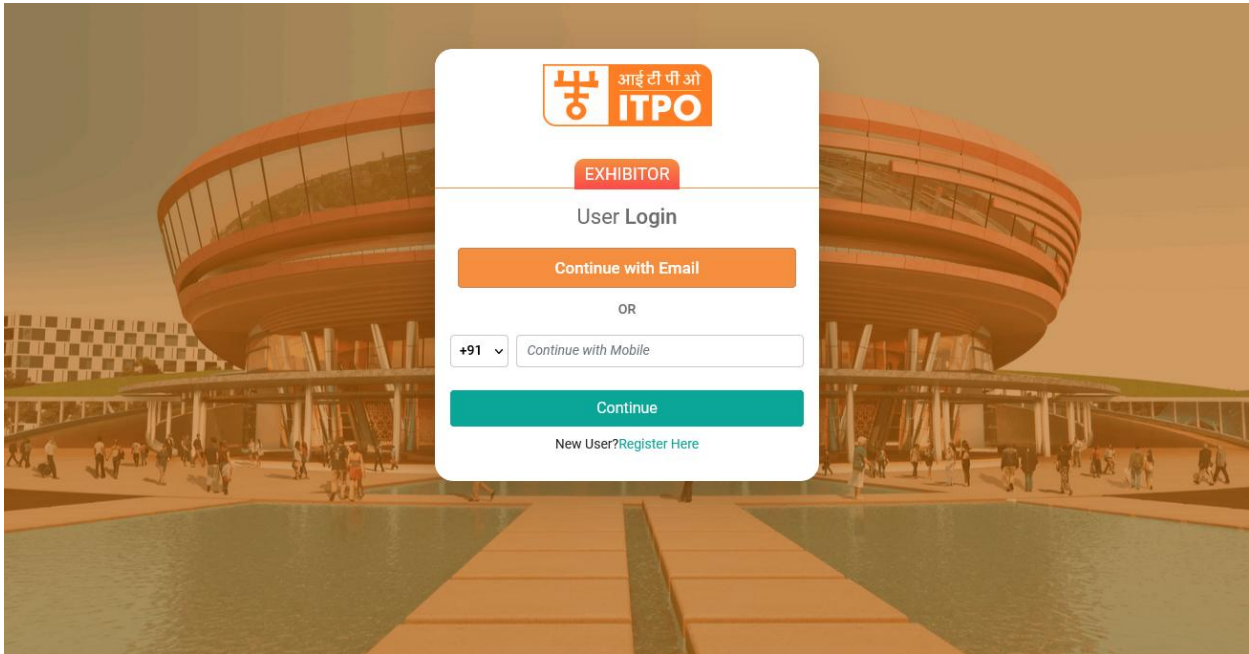 आई टी पी ओ
ITPO
EXHIBITOR
User Login
Continue with Email
OR
+91 Continue with Mobile
Continue
New User?Register Here